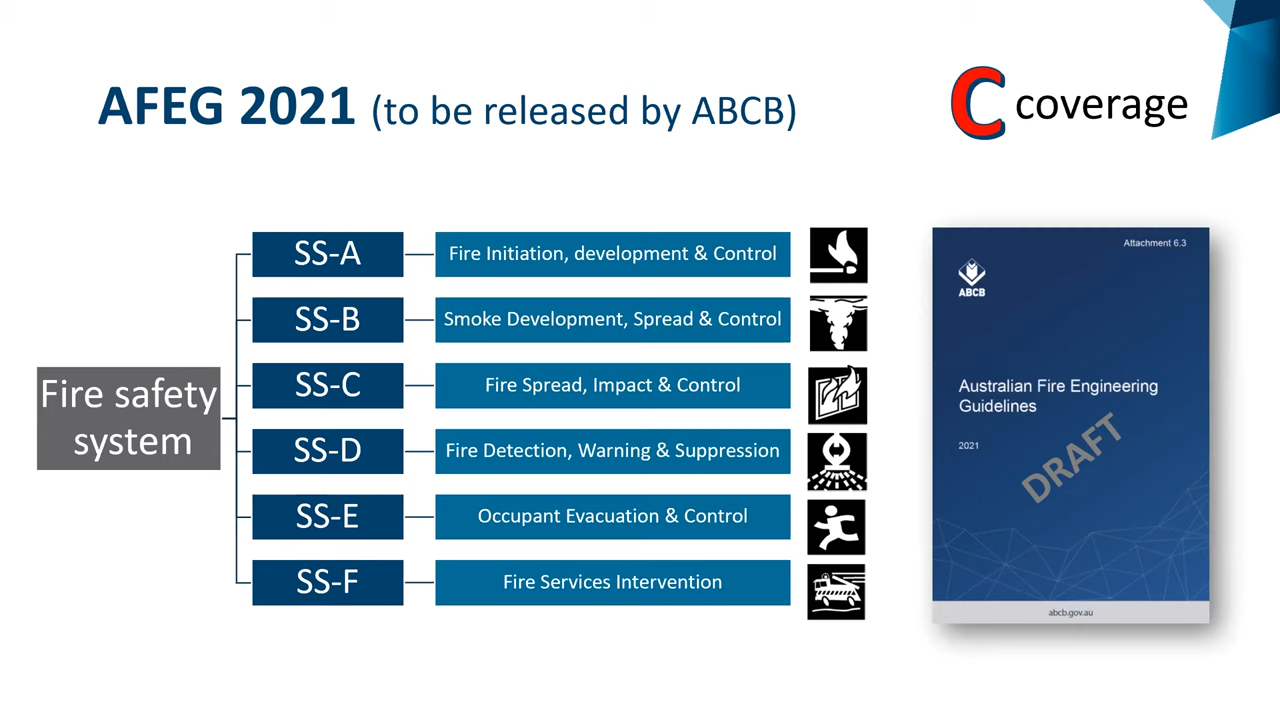 AFEG 2021 (to be released by ABCB)
C coverage
Fire safety
system
SS-A
Fire Initiation, development & Control
SS-B
Smoke Development, Spread & Control
SS-C
Fire Spread, Impact & Control
SS-D
Fire Detection, Warning & Suppression
SS-E
Occupant Evacuation & Control
SS-F
Fire Services Intervention
Attachment 6.3
ABCB
Australian Fire Engineering
Guidelines
2021
DRAFT
abcb.gov.au